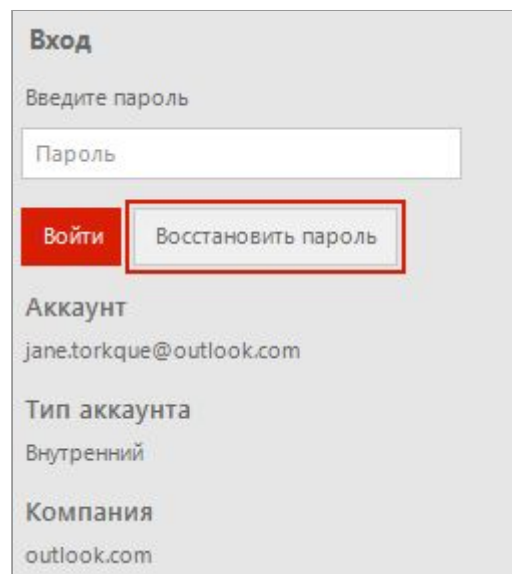 Вход
Введите пароль
Пароль
Войти Восстановить пароль
Аккаунт
jane.torkque@outlook.com
Тип аккаунта
Внутренний
Компания
outlook.com